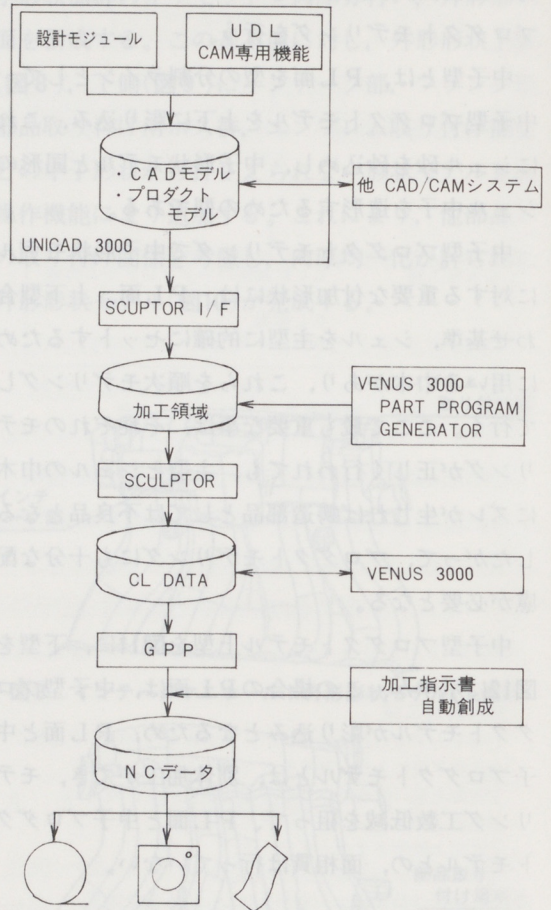 設計モジュール
UDL
CAM専用機能
・CADモデル
・プロダクト
モデル
他 CAD/CAMシステム
UNICAD 3000
SCUPTOR I/F
加工領域
VENUS 3000
PART PROGRAM
GENERATOR
SCULPTOR
CL DATA
VENUS 3000
GPP
加工指示書
自動創成
NCデータ